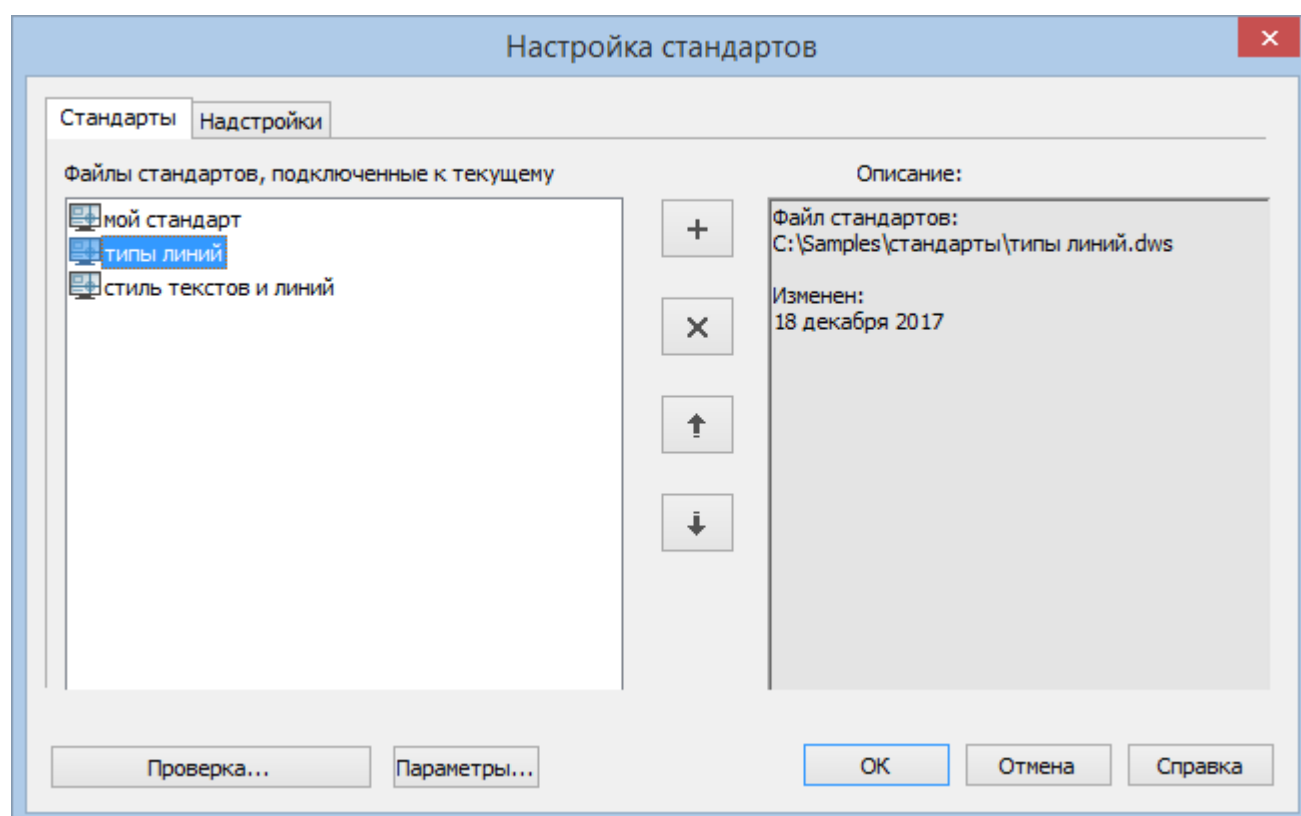 Настройка стандартов
Стандарты
Надстройки
Файлы стандартов, подключенные к текущему
мой стандарт
типы линий
стиль текстов и линий
Описание:
Файл стандартов:
C:\Samples\стандарты\типы линий.dws
Изменен:
18 декабря 2017
Проверка...
Параметры...
ОК
Отмена
Справка